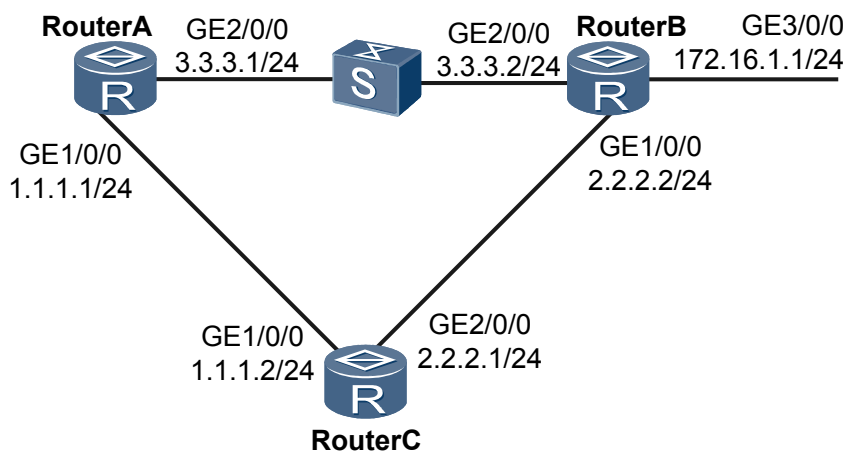 RouterA
GE2/0/0
3.3.3.1/24
GE2/0/0
3.3.3.2/24
RouterB
GE3/0/0
172.16.1.1/24
R
S
R
GE1/0/0
1.1.1.1/24
GE1/0/0
2.2.2.2/24
GE1/0/0
1.1.1.2/24
GE2/0/0
2.2.2.1/24
R
RouterC